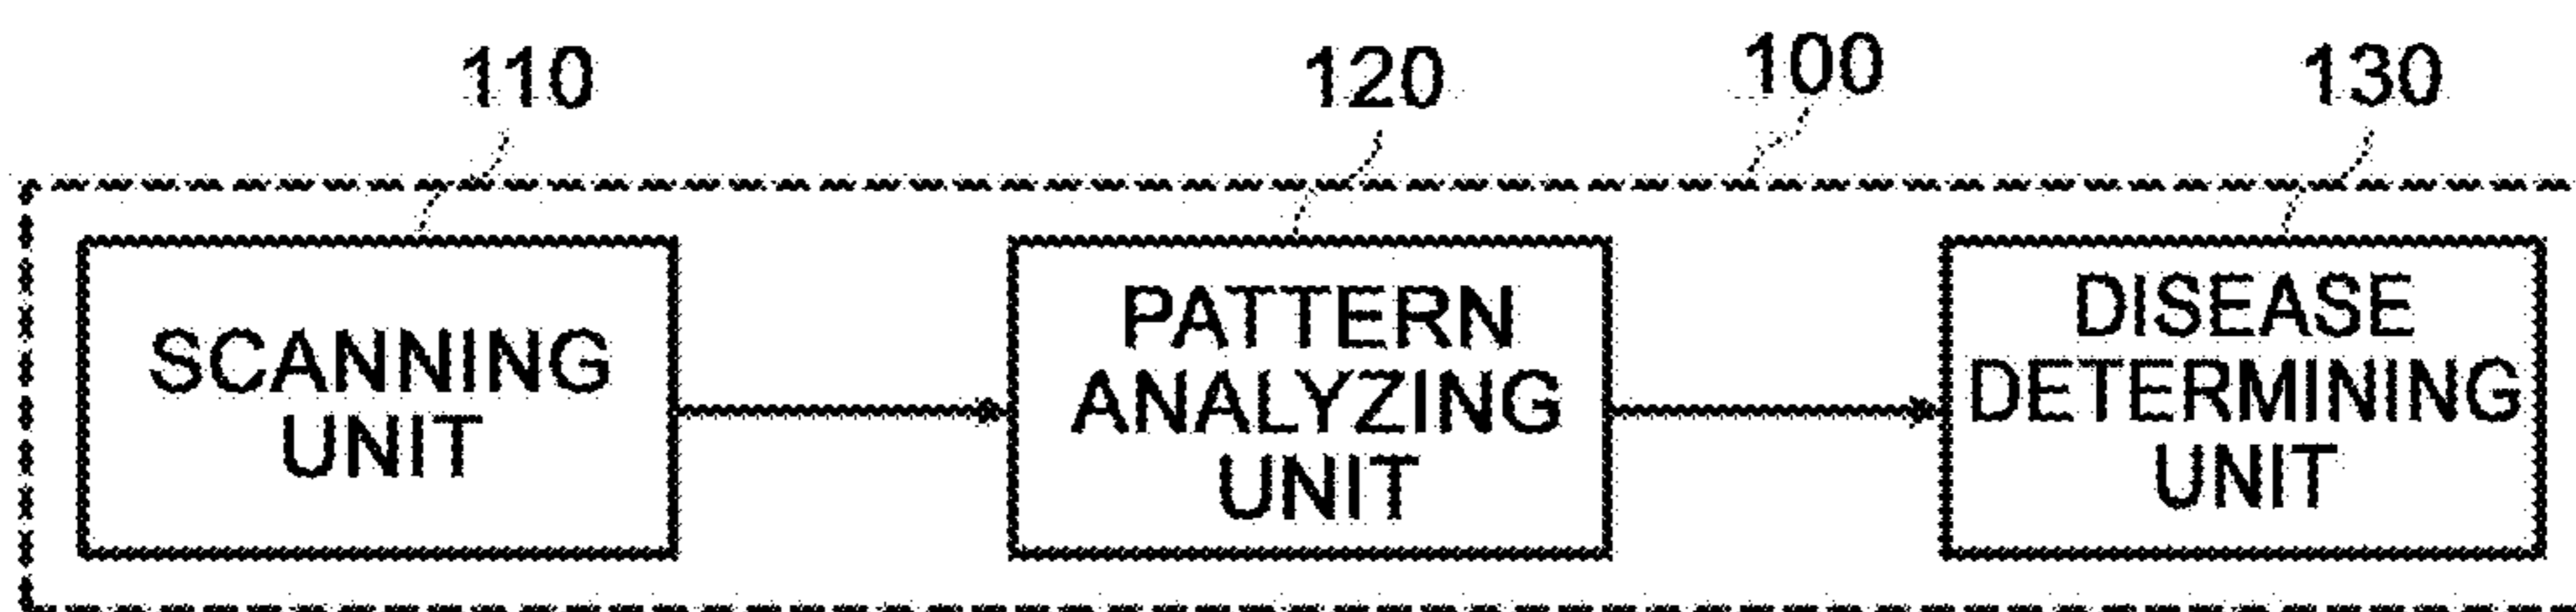 110
120
100
130
SCANNING
UNIT
PATTERN
ANALYZING
UNIT
DISEASE
DETERMINING
UNIT